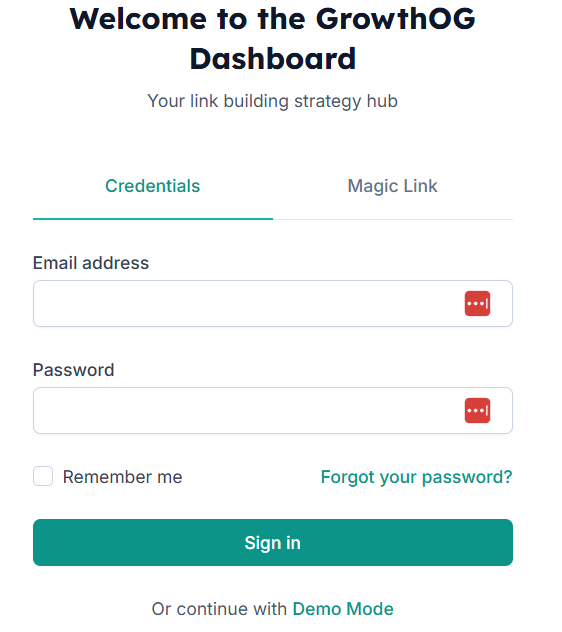 Welcome to the GrowthOG
Dashboard
Your link building strategy hub
Credentials
Magic Link
Email address
Password
Remember me
Forgot your password?
Sign in
Or continue with Demo Mode